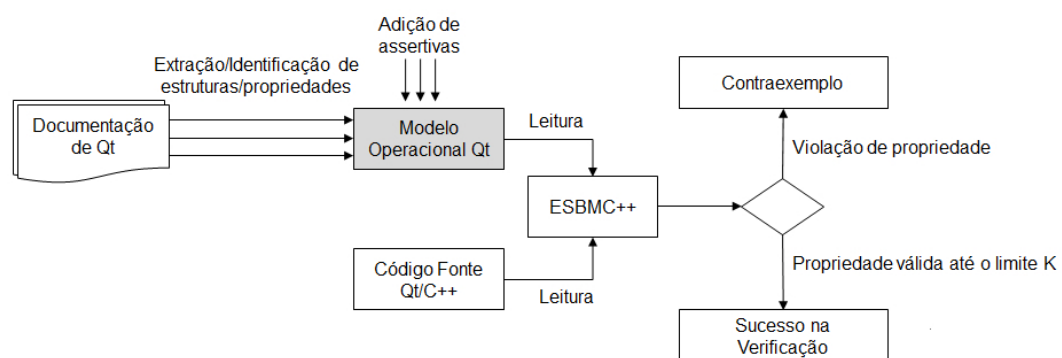 Adição de
assertivas
Extração/Identificação de
estruturas/propriedades
Documentação
de Qt
Modelo
Operacional Qt
Leitura
ESBMC++
Código Fonte
Qt/C++
Leitura
Contraexemplo
Violação de propriedade
Propriedade válida até o limite K
Sucesso na
Verificação